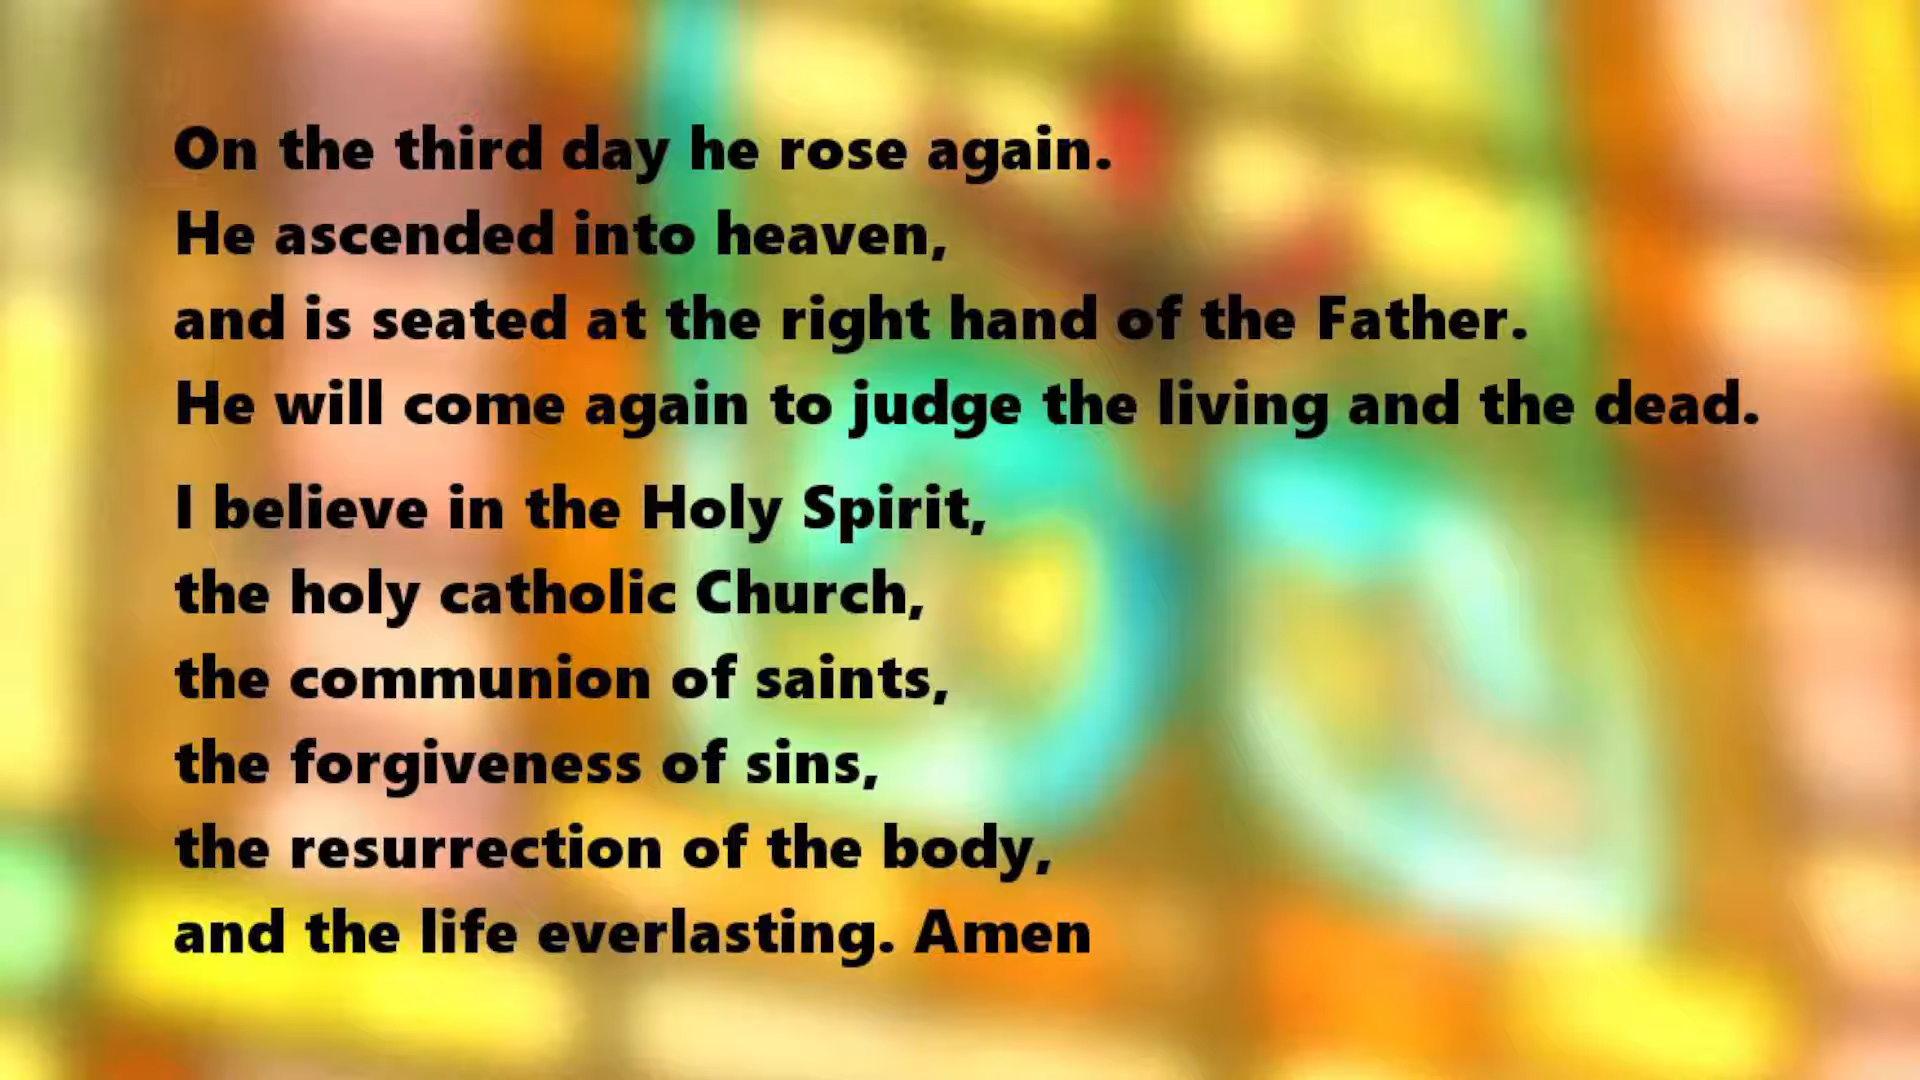 On the third day he rose again.
He ascended into heaven,
and is seated at the right hand of the Father.
He will come again to judge the living and the dead.
I believe in the Holy Spirit,
the holy catholic Church,
the communion of saints,
the forgiveness of sins,
the resurrection of the body,
and the life everlasting. Amen